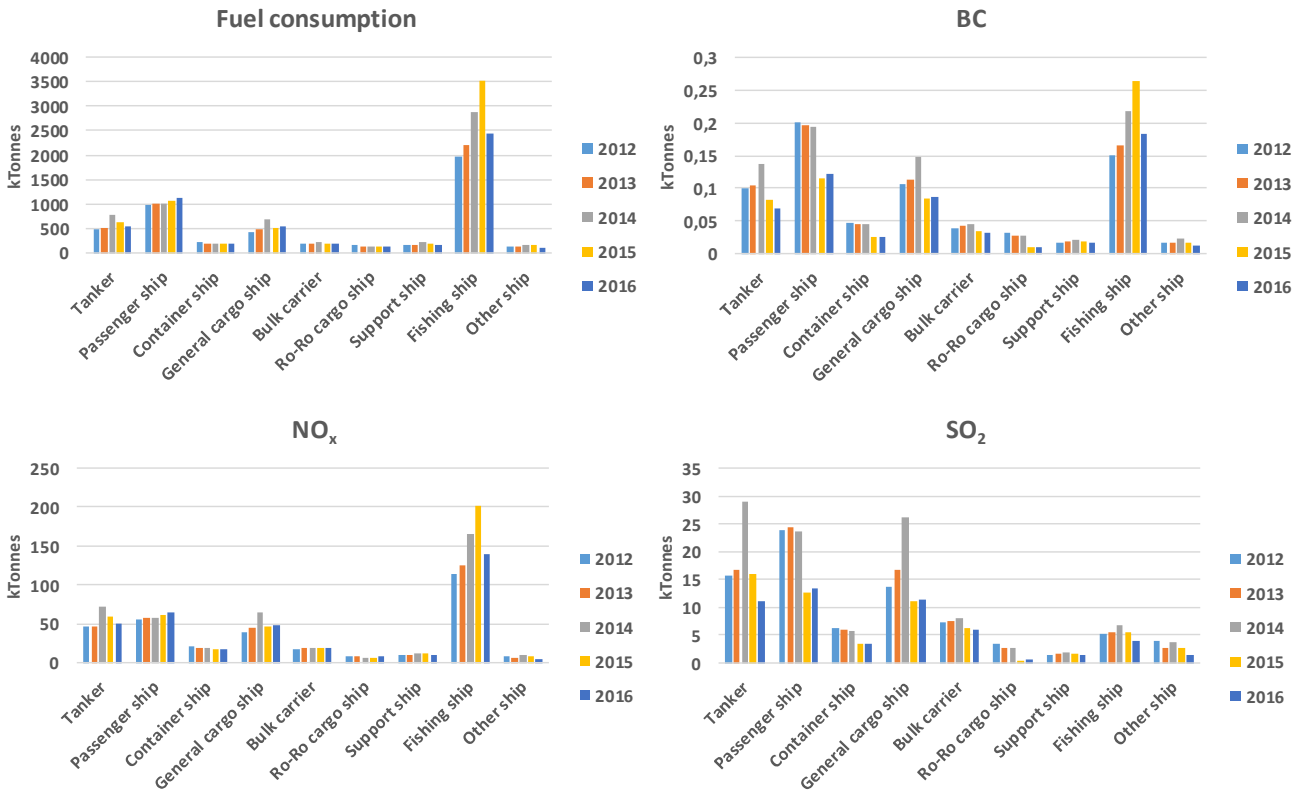 Fuel consumption
4000
3500
3000
2500
2000
1500
1000
500
0
kTonnes
Tanker
Passenger ship
Container ship
General cargo ship
Bulk carrier
Ro-Ro cargo ship
Support ship
Fishing ship
Other ship
2012
2013
2014
2015
2016
BC
0,3
0,25
0,2
0,15
0,1
0,05
0
kTonnes
Tanker
Passenger ship
Container ship
General cargo ship
Bulk carrier
Ro-Ro cargo ship
Support ship
Fishing ship
Other ship
2012
2013
2014
2015
2016
NOx
250
200
150
100
50
0
kTonnes
Tanker
Passenger ship
Container ship
General cargo ship
Bulk carrier
Ro-Ro cargo ship
Support ship
Fishing ship
Other ship
2012
2013
2014
2015
2016
SO2
35
30
25
20
15
10
5
0
kTonnes
Tanker
Passenger ship
Container ship
General cargo ship
Bulk carrier
Ro-Ro cargo ship
Support ship
Fishing ship
Other ship
2012
2013
2014
2015
2016